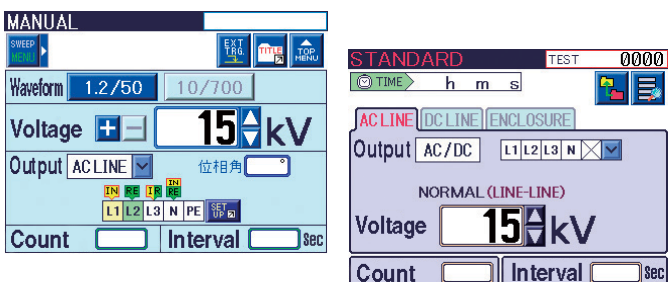 MANUAL
SWEEP
MENU
EXT
TRG.
TITLE
TOP
MENU
Waveform 1.2/50 10/700
Voltage + - 15 kV
Output AC LINE 位相角 °
IN RE IR IN RE
L1 L2 L3 N PE SET UP
Count Interval Sec
STANDARD TEST 0000
TIME h m s
AC LINE DC LINE ENCLOSURE
Output AC/DC L1 L2 L3 N
NORMAL (LINE-LINE)
Voltage 15 kV
Count Interval Sec